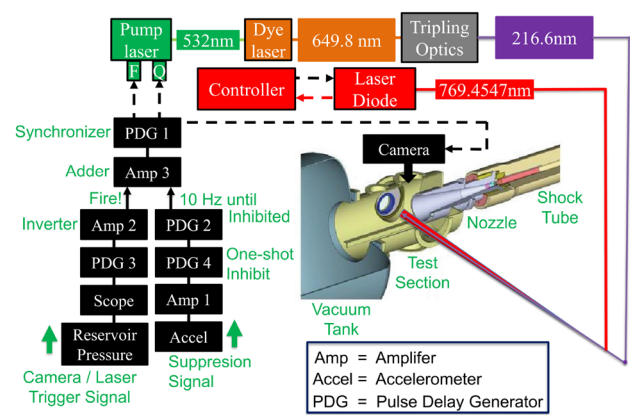 Pump
laser
532nm
Dye
laser
649.8 nm
Tripling
Optics
216.6nm
F
Q
Controller
Laser
Diode
769.4547nm
Synchronizer
PDG 1
Camera
Adder
Amp 3
Fire!
10 Hz until
Inhibited
Inverter
Amp 2
PDG 2
PDG 3
PDG 4
One-shot
Inhibit
Scope
Amp 1
Reservoir
Pressure
Accel
Camera / Laser
Trigger Signal
Suppresion
Signal
Shock
Tube
Nozzle
Test
Section
Vacuum
Tank
Amp = Amplifer
Accel = Accelerometer
PDG = Pulse Delay Generator